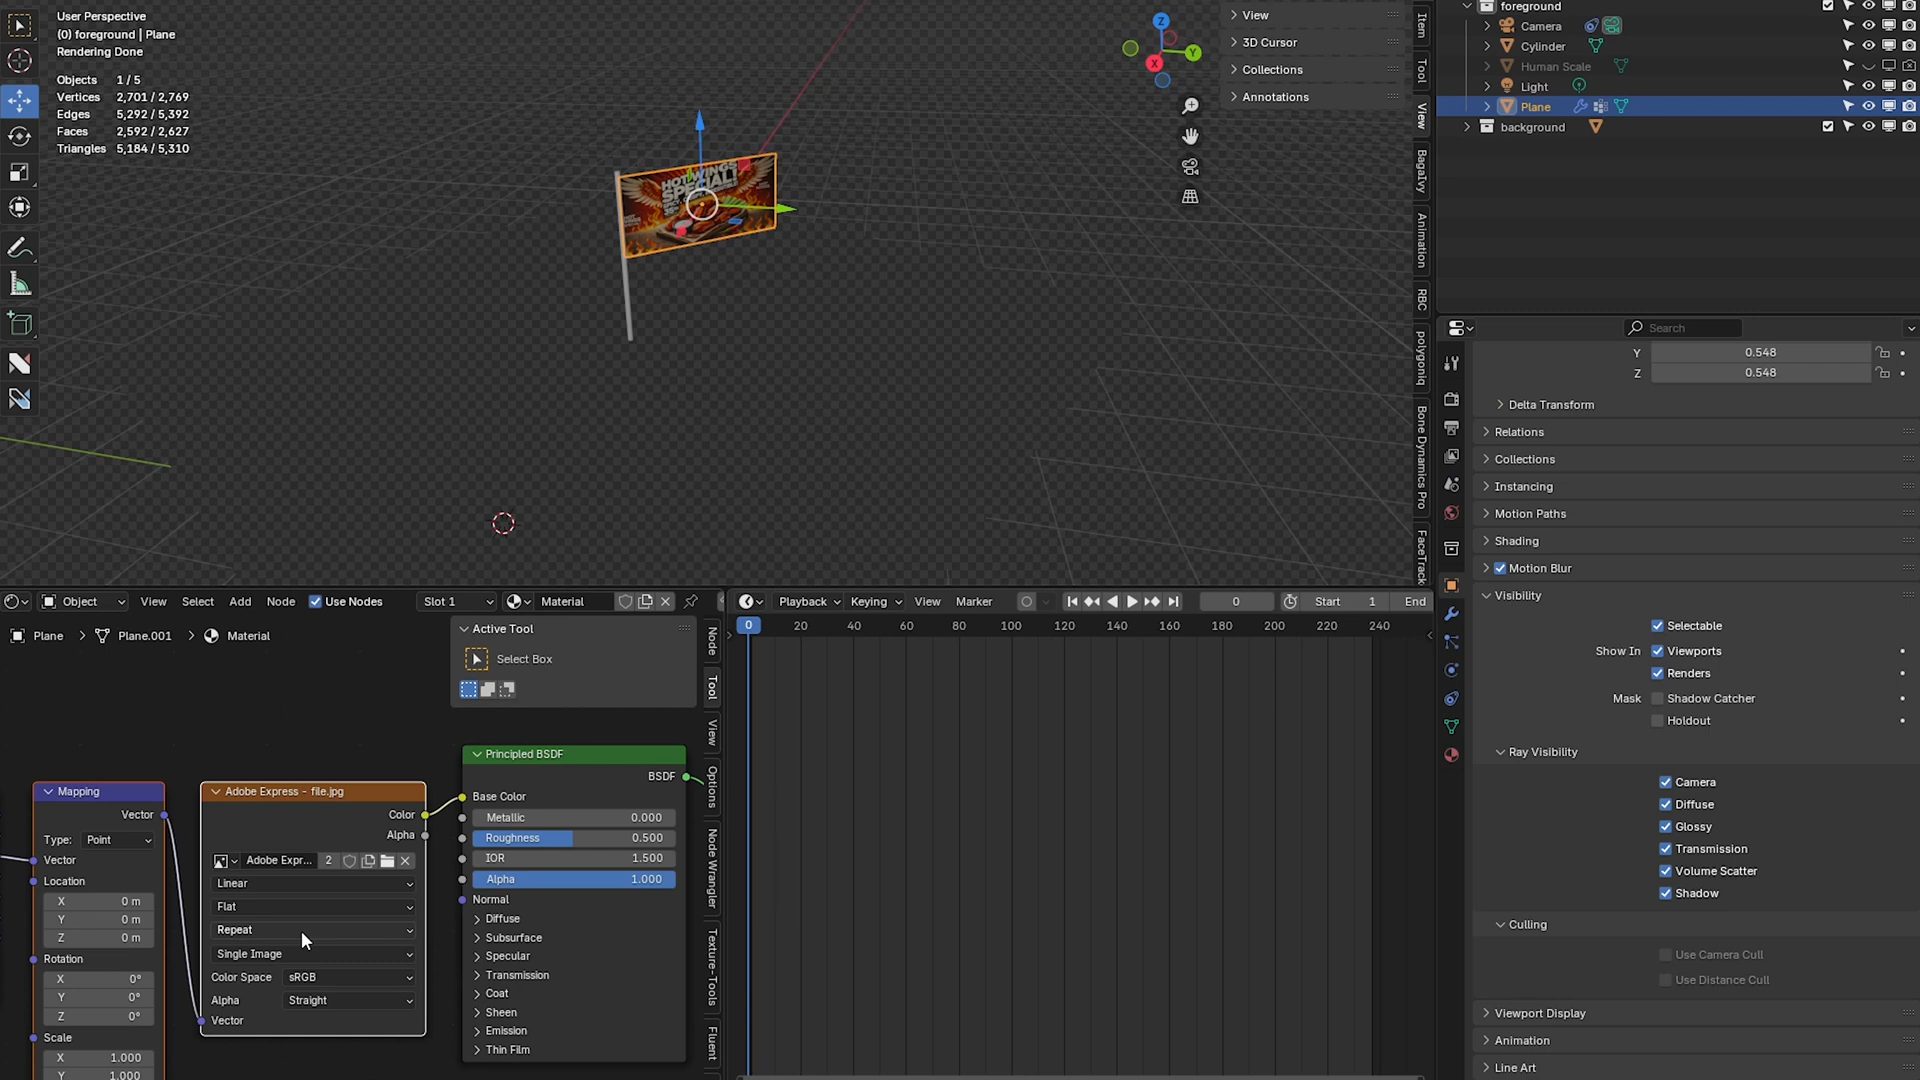 User Perspective
(0) foreground | Plane
Rendering Done
Objects 1 / 5
Vertices 2,701 / 2,769
Edges 5,292 / 5,392
Faces 2,592 / 2,627
Triangles 5,184 / 5,310
HOT WINGS
SPECIAL!
Z
Y
X
View
3D Cursor
Collections
Annotations
Item
Tool
View
Bagalvy
Animation
RBC
polygoniq
Bone Dynamics Pro
FaceTrack
foreground
Camera
Cylinder
Human Scale
Light
Plane
background
Search
Y 0.548
Z 0.548
Delta Transform
Relations
Collections
Instancing
Motion Paths
Shading
Motion Blur
Visibility
Selectable
Show In Viewports
Renders
Mask Shadow Catcher
Holdout
Ray Visibility
Camera
Diffuse
Glossy
Transmission
Volume Scatter
Shadow
Culling
Use Camera Cull
Use Distance Cull
Viewport Display
Animation
Line Art
Object View Select Add Node Use Nodes Slot 1 Material
Plane Plane.001 Material
Active Tool
Select Box
Node
Tool
View
Options
Node Wrangler
Texture-Tools
Fluent
Mapping
Vector
Type: Point
Vector
Location
X 0 m
Y 0 m
Z 0 m
Rotation
X 0°
Y 0°
Z 0°
Scale
X 1.000
Y 1.000
Adobe Express - file.jpg
Color
Alpha
Adobe Expr... 2
Linear
Flat
Repeat
Single Image
Color Space sRGB
Alpha Straight
Vector
Principled BSDF
BSDF
Base Color
Metallic 0.000
Roughness 0.500
IOR 1.500
Alpha 1.000
Normal
Diffuse
Subsurface
Specular
Transmission
Coat
Sheen
Emission
Thin Film
Playback Keying View Marker 0 Start 1 End
0 20 40 60 80 100 120 140 160 180 200 220 240